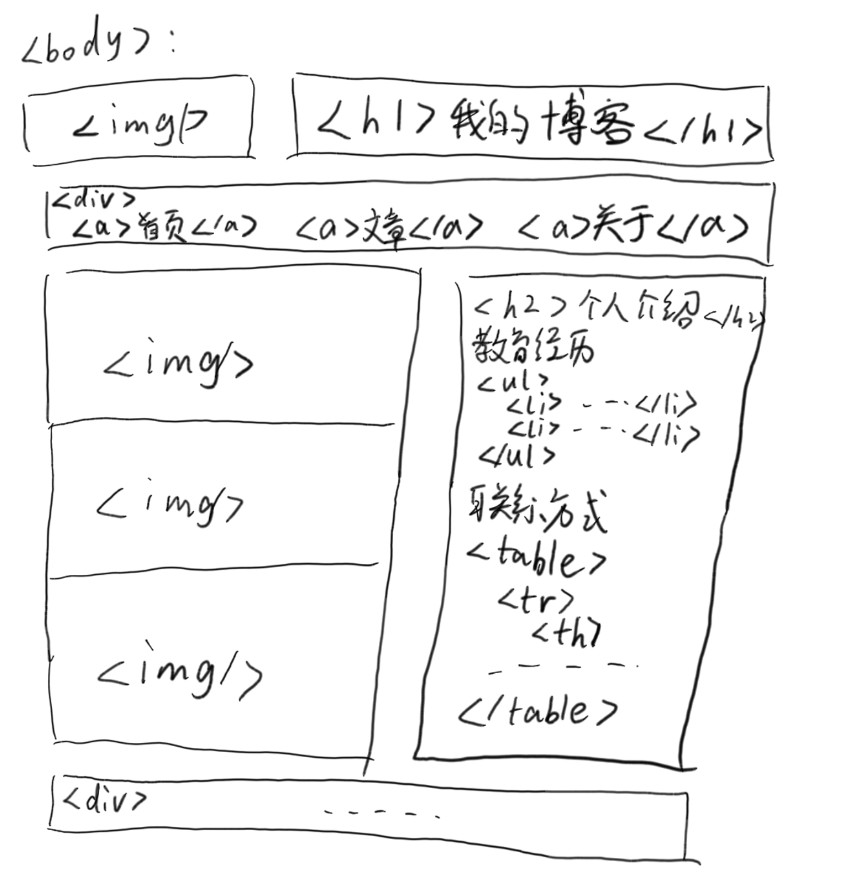 <body>:
<img/>
<h1>我的博客</h1>
<div>
<a>首页</a> <a>文章</a> <a>关于</a>
<img/>
<img/>
<img/>
<h2>个人介绍</h2>
教育经历
<ul>
<li>---</li>
<li>---</li>
</ul>
联系方式
<table>
<tr>
<th>
----
</table>
<div> -----